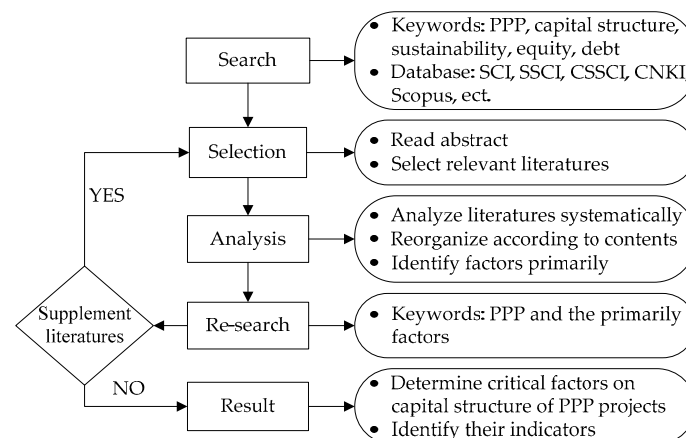 Search
• Keywords: PPP, capital structure,
sustainability, equity, debt
• Database: SCI, SSCI, CSSCI, CNKI,
Scopus, ect.
Selection
• Read abstract
• Select relevant literatures
YES
Analysis
• Analyze literatures systematically
• Reorganize according to contents
• Identify factors primarily
Supplement
literatures
Re-search
• Keywords: PPP and the primarily
factors
NO
Result
• Determine critical factors on
capital structure of PPP projects
• Identify their indicators